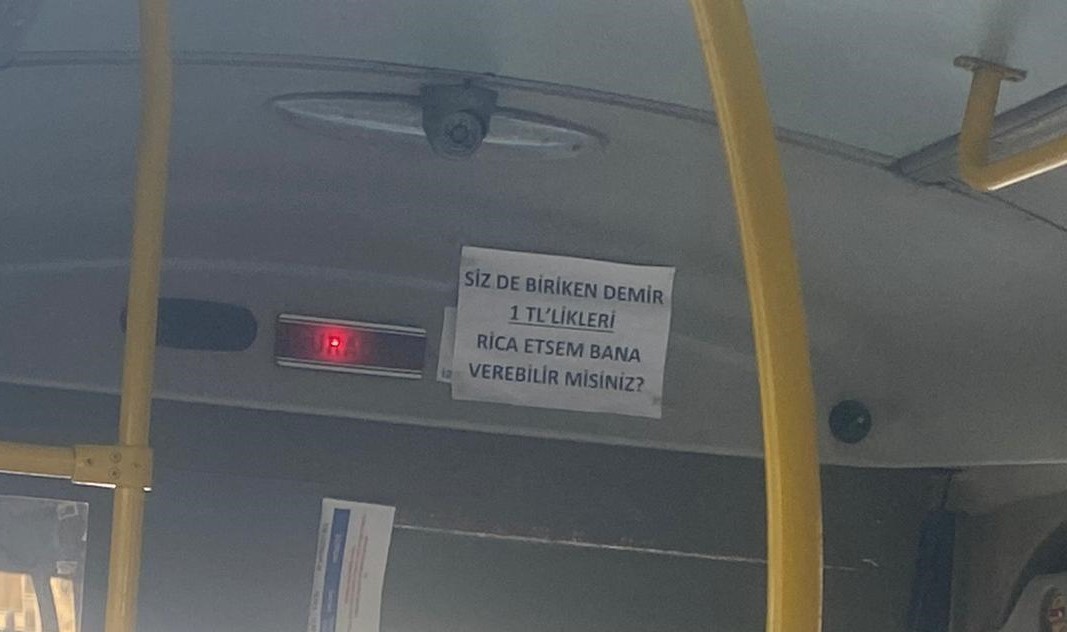 SİZ DE BİRİKEN DEMİR
1 TL'LİKLERİ
RİCA ETSEM BANA
VEREBİLİR MİSİNİZ?